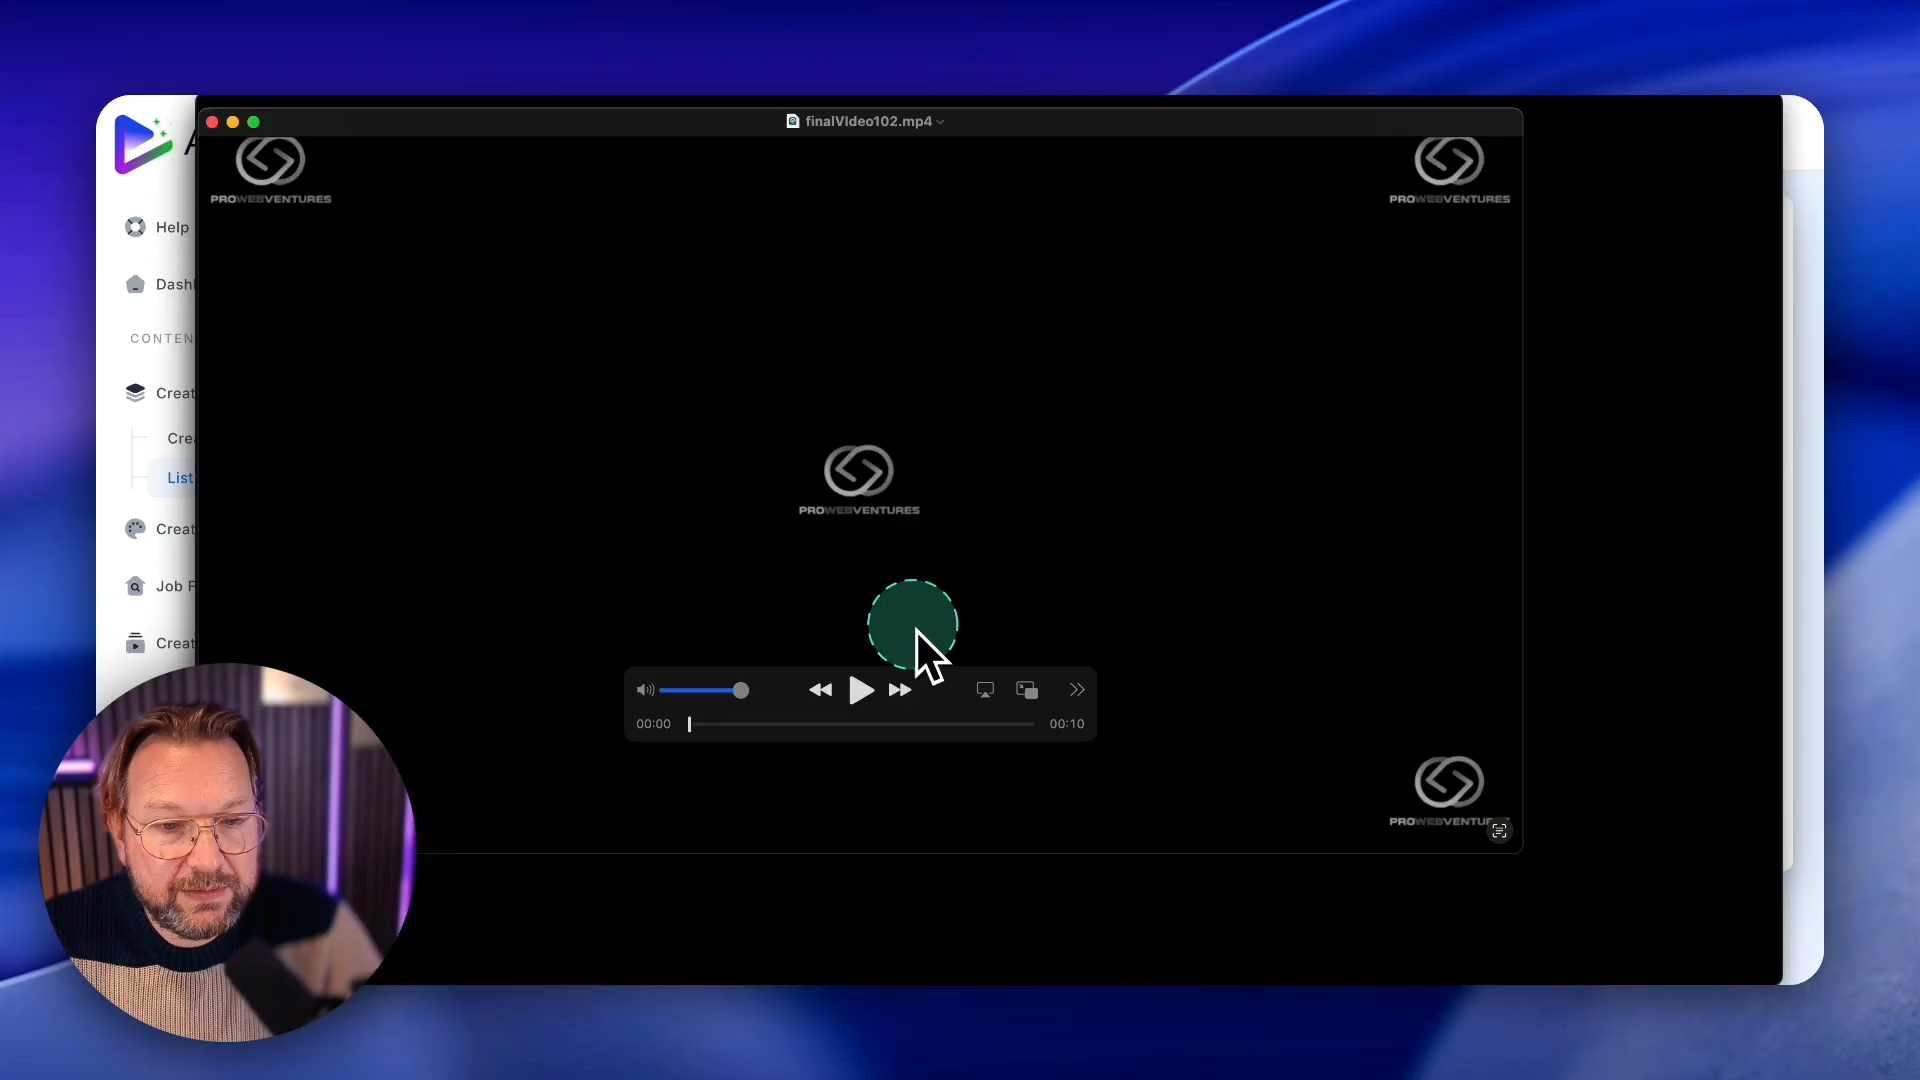 finalVIdeo102.mp4
PROWEBVENTURES
PROWEBVENTURES
Help
Dash
CONTEN
Creat
Cre
List
PROWEBVENTURES
Creat
Job F
Creat
00:00
00:10
PROWEBVENTU